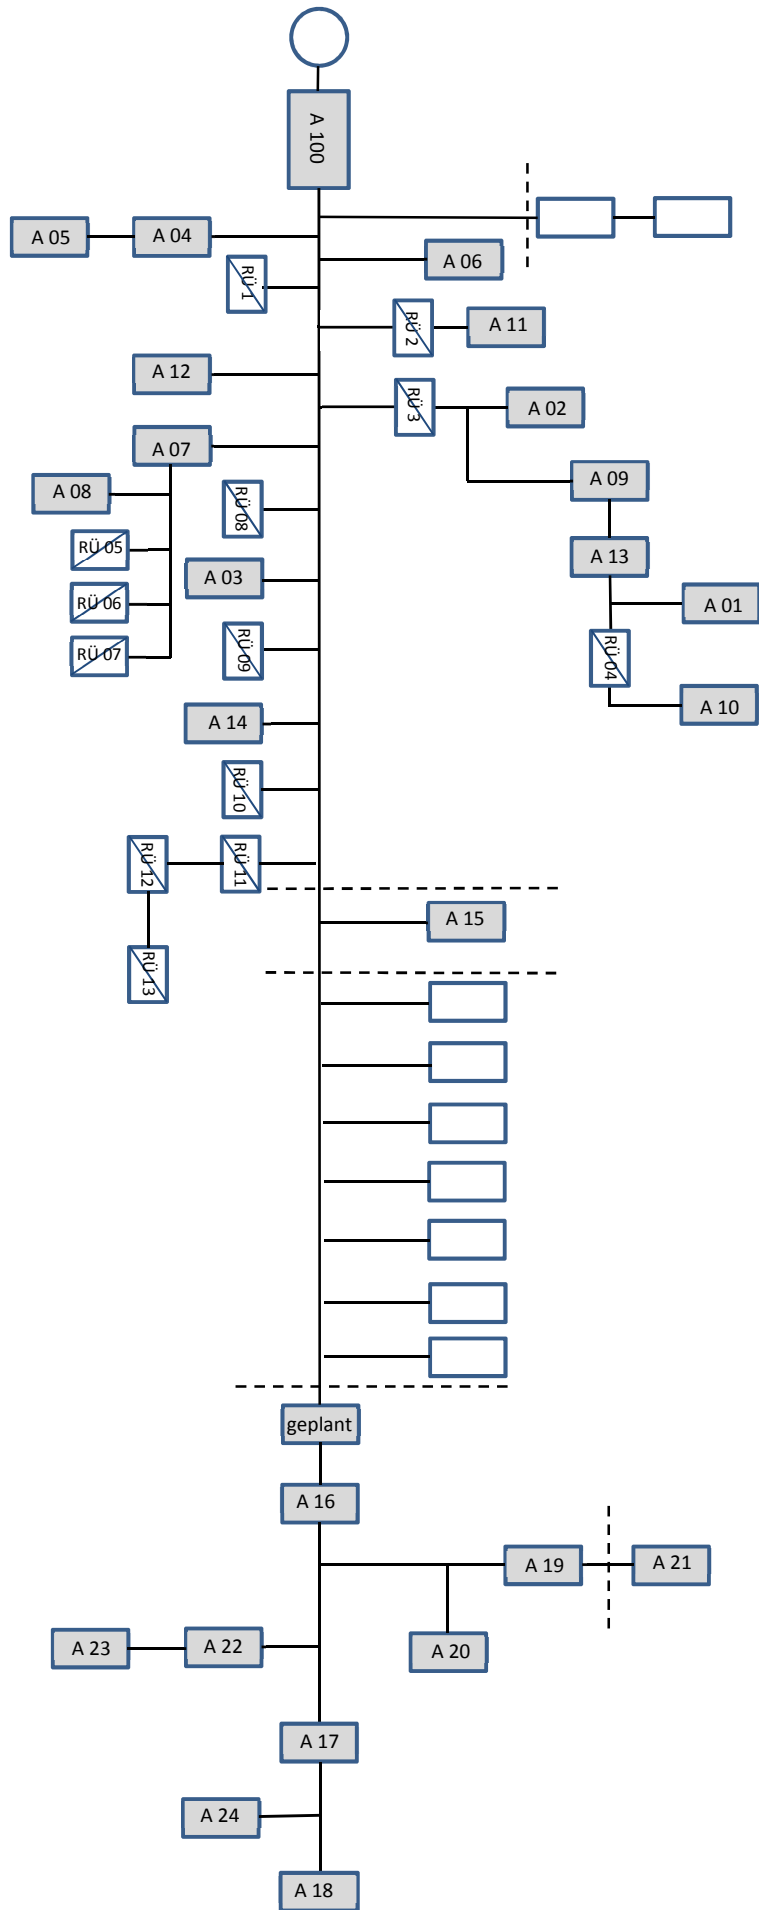 A 100
A 05
A 04
A 06
RÜ 1
RÜ 2
A 11
A 12
RÜ 3
A 02
A 07
A 09
A 08
RÜ 08
RÜ 05
A 13
A 03
RÜ 06
A 01
RÜ 09
RÜ 07
RÜ 04
A 14
A 10
RÜ 10
RÜ 12
RÜ 11
A 15
RÜ 13
geplant
A 16
A 19
A 21
A 23
A 22
A 20
A 17
A 24
A 18